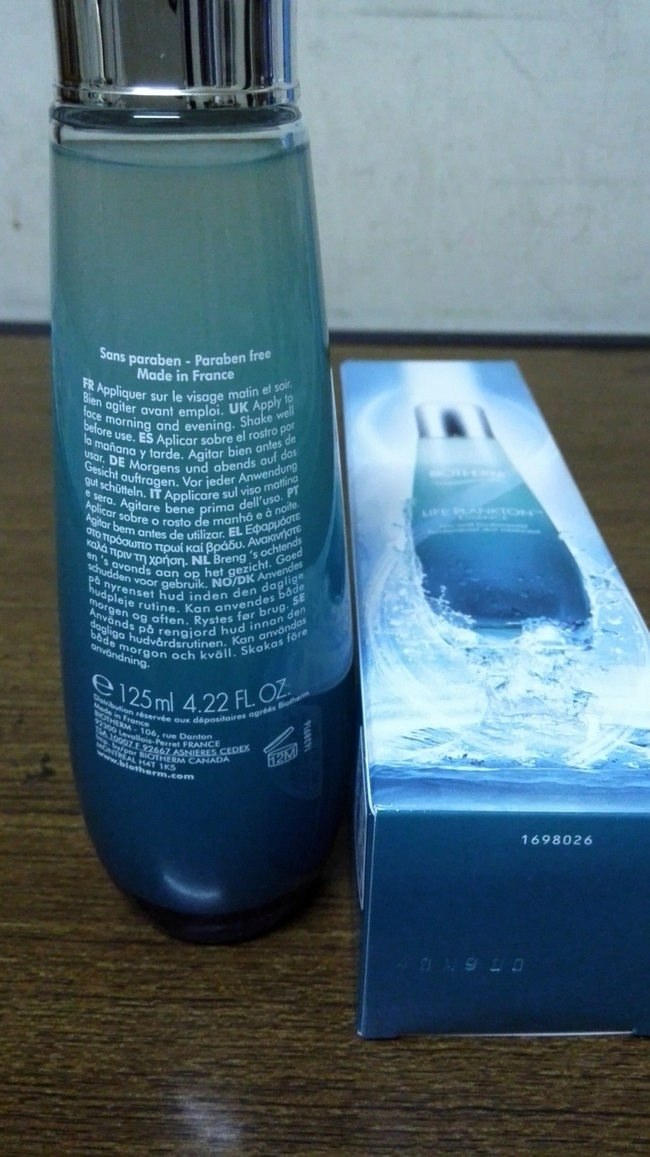 Sans paraben - Paraben free
Made in France
FR Appliquer sur le visage matin et soir.
Bien agiter avant emploi. UK Apply to
face morning and evening. Shake well
before use. ES Aplicar sobre el rostro por
la mañana y tarde. Agitar bien antes de
usar. DE Morgens und abends auf das
Gesicht auftragen. Vor jeder Anwendung
gut schütteln. IT Applicare sul viso mattina
e sera. Agitare bene prima dell'uso. PT
Aplicar sobre o rosto de manhã e à noite.
Agitar bem antes de utilizar. EL Εφαρμόστε
στο πρόσωπο πρωί και βράδυ. Ανακινήστε
καλά πριν τη χρήση. NL Breng 's ochtends
en 's avonds aan op het gezicht. Goed
schudden voor gebruik. NO/DK Anvendes
på nyrenset hud inden den daglige
hudpleje rutine. Kan anvendes både
morgen og aften. Rystes før brug. SE
Används på rengjord hud innan den
dagliga hudvårdsrutinen. Kan användas
både morgon och kväll. Skakas före
användning.
℮ 125ml 4.22 FL. OZ.
Distribution réservée aux dépositaires agréés Biotherm
Made in France
BIOTHERM - 106, rue Danton
92300 Levallois-Perret FRANCE
TSA 10007 F 92667 ASNIERES CEDEX
by/por BIOTHERM CANADA
MONTRÉAL H4T 1K5
www.biotherm.com
12M
BIOTHERM
LIFE PLANKTON™
ESSENCE
1698026